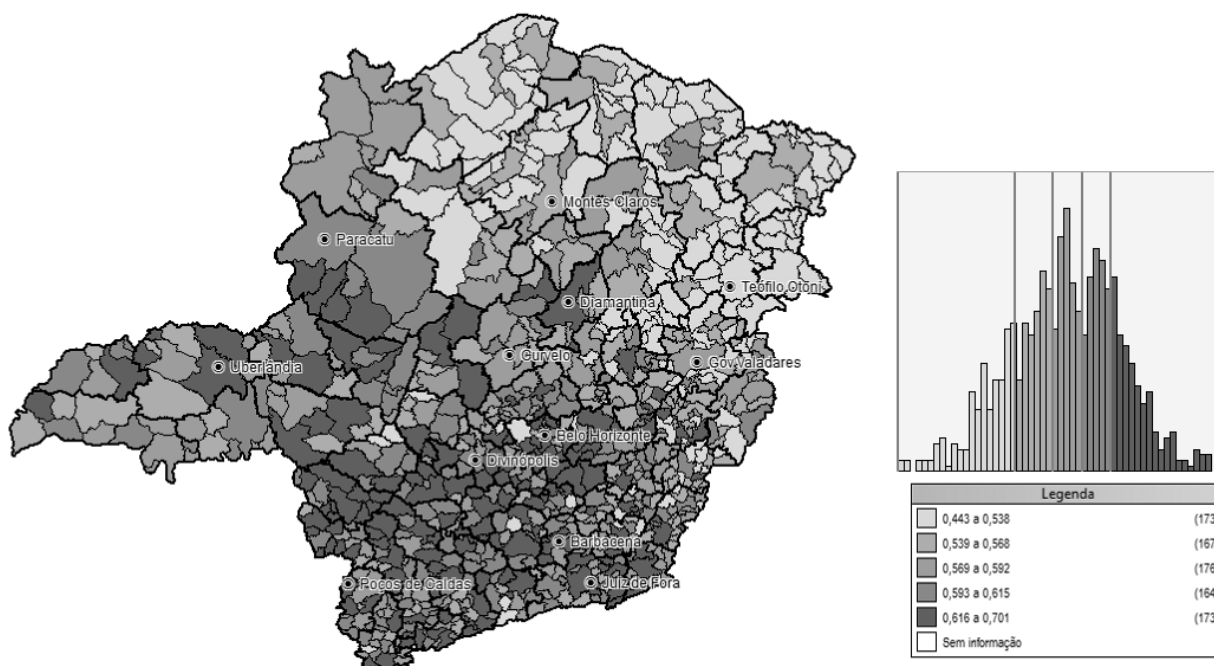 Montes Claros
Paracatu
Teófilo Otoni
Diamantina
Curvelo
Gov.Valadares
Uberlândia
Belo Horizonte
Divinópolis
Barbacena
Poços de Caldas
Juiz de Fora
Legenda
0,443 a 0,538 (173
0,539 a 0,568 (167
0,569 a 0,592 (176
0,593 a 0,615 (164
0,616 a 0,701 (173
Sem informação